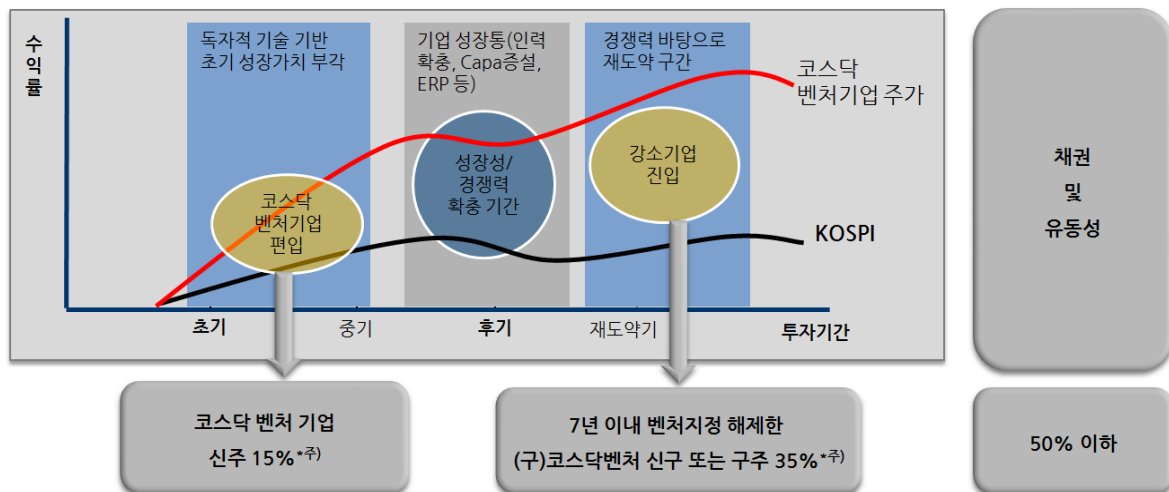 수
익
률
독자적 기술 기반
초기 성장가치 부각
기업 성장통(인력
확충, Capa증설,
ERP 등)
경쟁력 바탕으로
재도약 구간
코스닥
벤처기업 주가
코스닥
벤처기업
편입
성장성/
경쟁력
확충 기간
강소기업
진입
KOSPI
초기
중기
후기
재도약기
투자기간
채권
및
유동성
코스닥 벤처 기업
신주 15%*주)
7년 이내 벤처지정 해제한
(구)코스닥벤처 신구 또는 구주 35%*주)
50% 이하